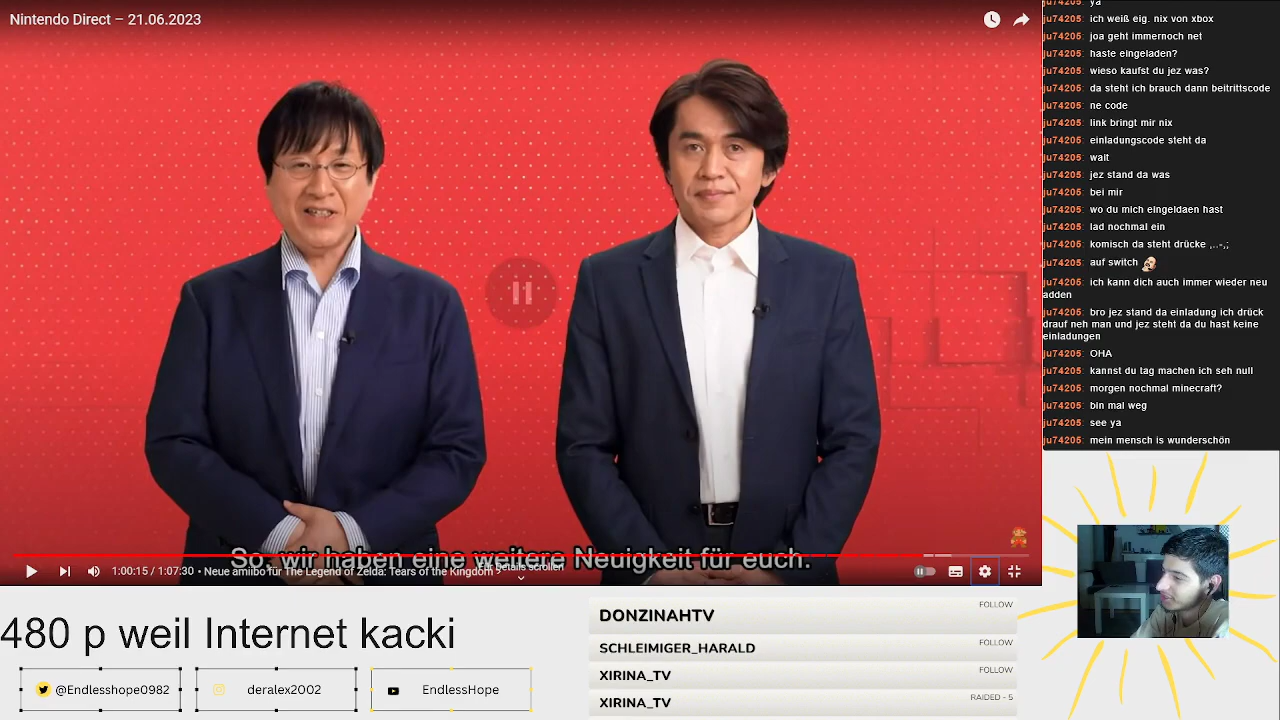 Nintendo Direct – 21.06.2023
So, wir haben eine weitere Neuigkeit für euch.
1:00:15 / 1:07:30 • Neue amiibo für The Legend of Zelda: Tears of the Kingdom
Details scrollen
480 p weil Internet kacki
@Endlesshope0982
deralex2002
EndlessHope
DONZINAHTV FOLLOW
SCHLEIMIGER_HARALD FOLLOW
XIRINA_TV FOLLOW
XIRINA_TV RAIDED - 5
ju74205: ya
ju74205: ich weiß eig. nix von xbox
ju74205: joa geht immernoch net
ju74205: haste eingeladen?
ju74205: wieso kaufst du jez was?
ju74205: da steht ich brauch dann beitrittscode
ju74205: ne code
ju74205: link bringt mir nix
ju74205: einladungscode steht da
ju74205: wait
ju74205: jez stand da was
ju74205: bei mir
ju74205: wo du mich eingeldaen hast
ju74205: lad nochmal ein
ju74205: komisch da steht drücke ,..-,;
ju74205: auf switch
ju74205: ich kann dich auch immer wieder neu
adden
ju74205: bro jez stand da einladung ich drück
drauf neh man und jez steht da du hast keine
einladungen
ju74205: OHA
ju74205: kannst du tag machen ich seh null
ju74205: morgen nochmal minecraft?
ju74205: bin mal weg
ju74205: see ya
ju74205: mein mensch is wunderschön